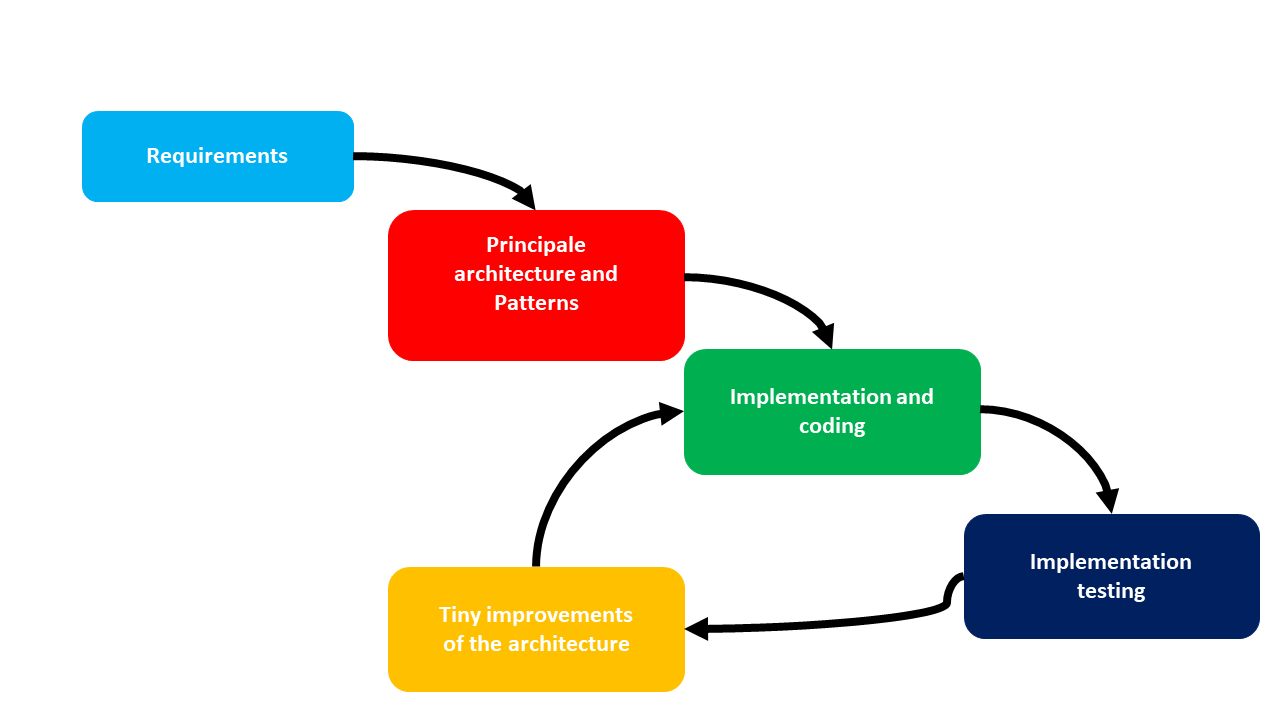 Requirements
Principale
architecture and
Patterns
Implementation and
coding
Implementation
testing
Tiny improvements
of the architecture